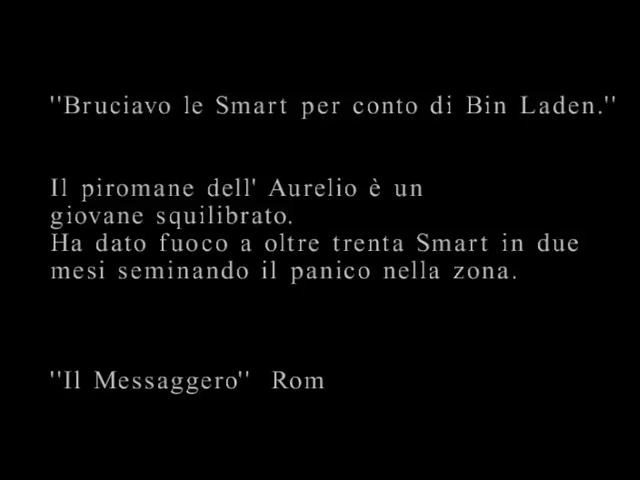 "Bruciavo le Smart per conto di Bin Laden."
Il piromane dell' Aurelio è un
giovane squilibrato.
Ha dato fuoco a oltre trenta Smart in due
mesi seminando il panico nella zona.
"Il Messaggero" Rom